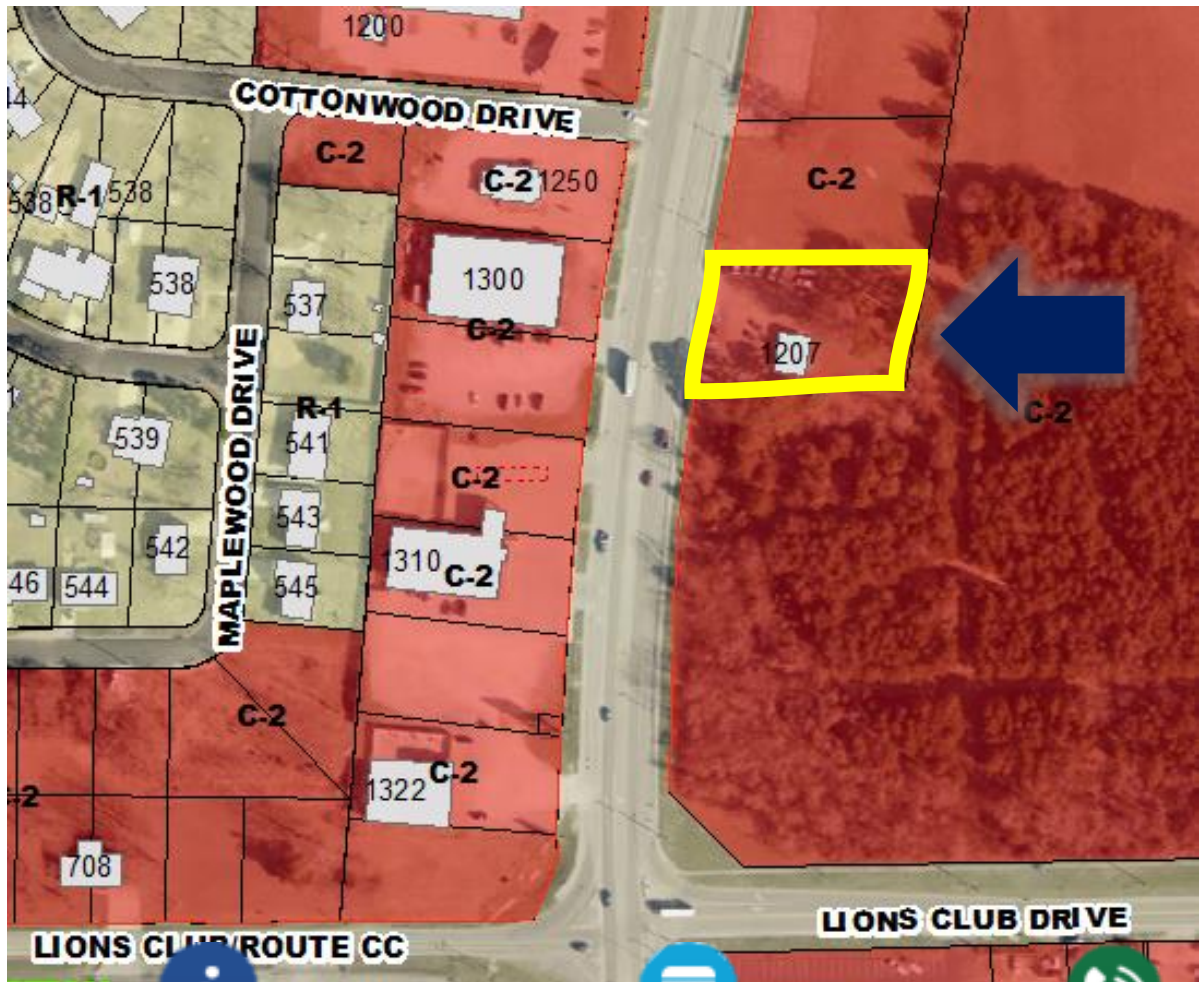 1200
COTTONWOOD DRIVE
C-2
C-2 1250
C-2
R-1
538
538
1300
537
C-2
1207
MAPLEWOOD DRIVE
R-1
C-2
539
541
C-2
543
542
1310
C-2
46
544
545
C-2
C-2
1322
-2
708
LIONS CLUB DRIVE
LIONS CLUB/ROUTE CC